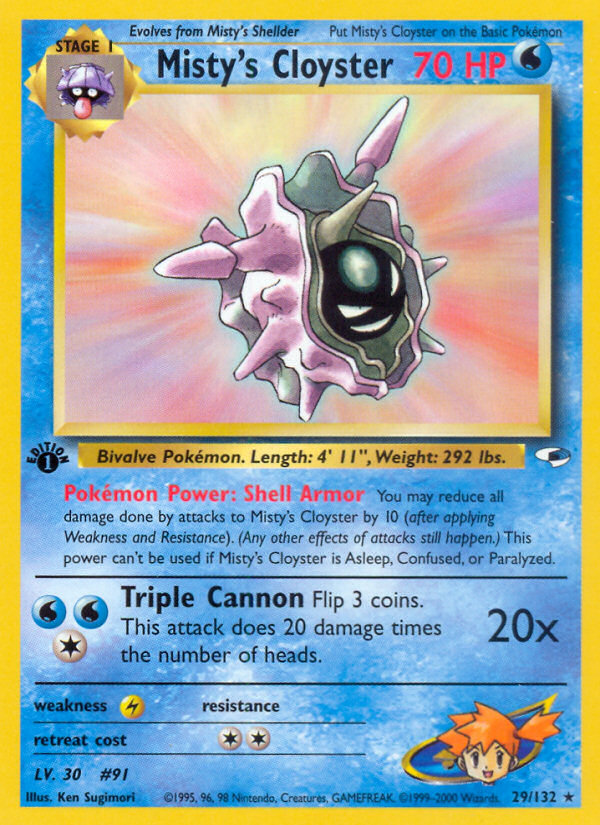 Evolves from Misty's Shellder
Put Misty's Cloyster on the Basic Pokémon
STAGE 1
Misty's Cloyster 70 HP
EDITION
1
Bivalve Pokémon. Length: 4' 11", Weight: 292 lbs.
Pokémon Power: Shell Armor You may reduce all
damage done by attacks to Misty's Cloyster by 10 (after applying
Weakness and Resistance). (Any other effects of attacks still happen.) This
power can't be used if Misty's Cloyster is Asleep, Confused, or Paralyzed.
Triple Cannon Flip 3 coins.
This attack does 20 damage times
the number of heads.
20x
weakness
resistance
retreat cost
LV. 30 #91
Illus. Ken Sugimori
©1995, 96, 98 Nintendo, Creatures, GAMEFREAK. ©1999-2000 Wizards.
29/132 ★